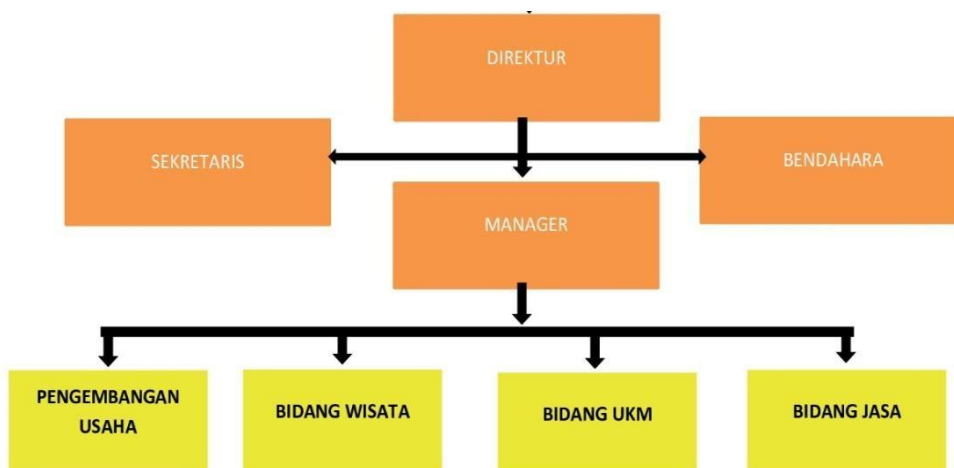 DIREKTUR
SEKRETARIS
BENDAHARA
MANAGER
PENGEMBANGAN
USAHA
BIDANG WISATA
BIDANG UKM
BIDANG JASA